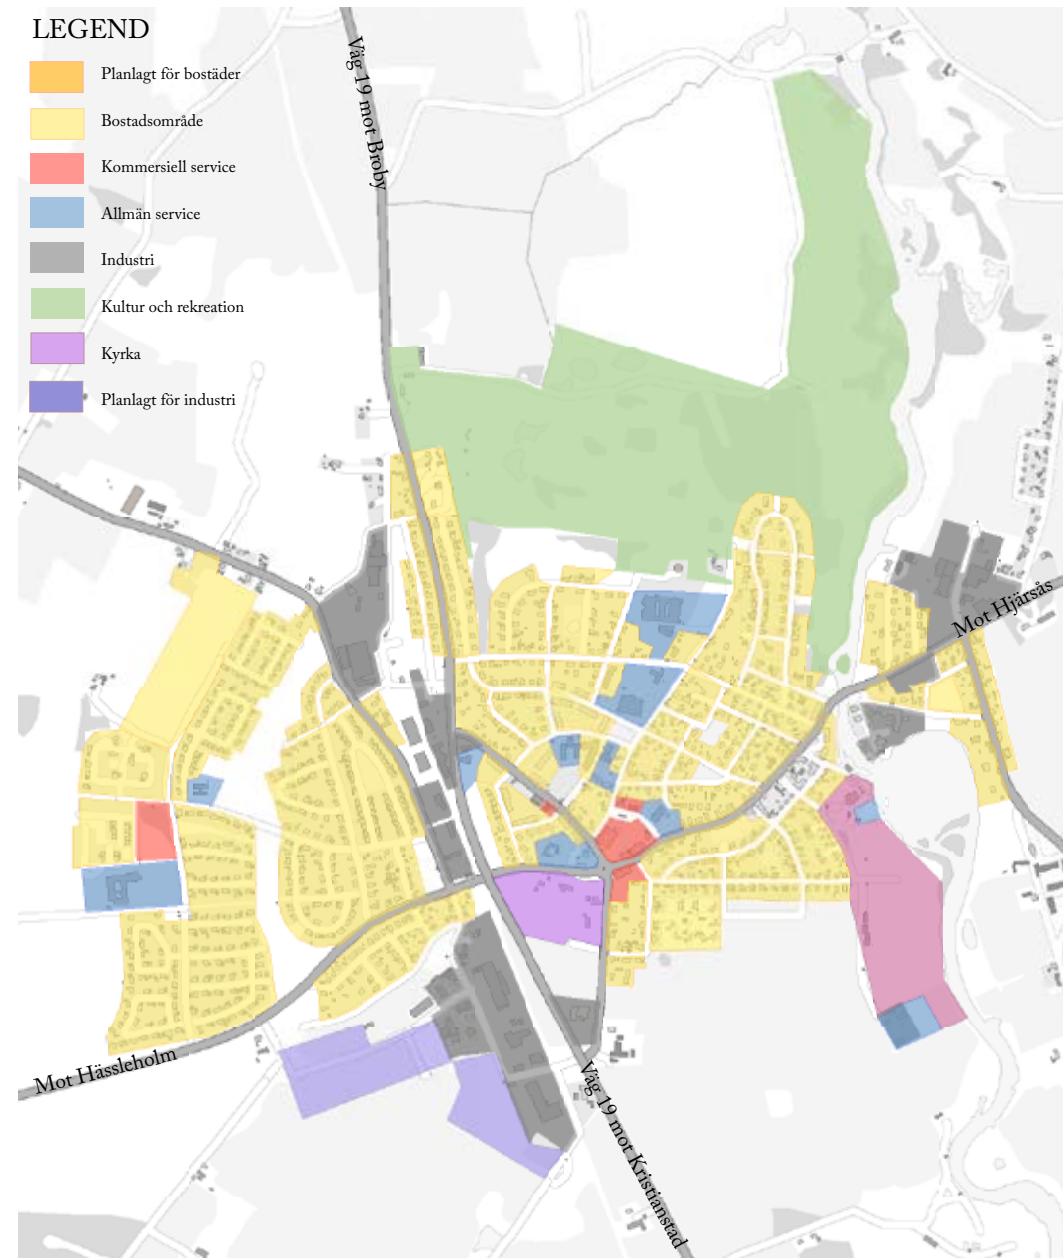 LEGEND
Planlagt för bostäder
Bostadsområde
Kommersiell service
Allmän service
Industri
Kultur och rekreation
Kyrka
Planlagt för industri
Väg 19 mot Broby
Mot Hjärsås
Mot Hässleholm
Väg 19 mot Kristianstad